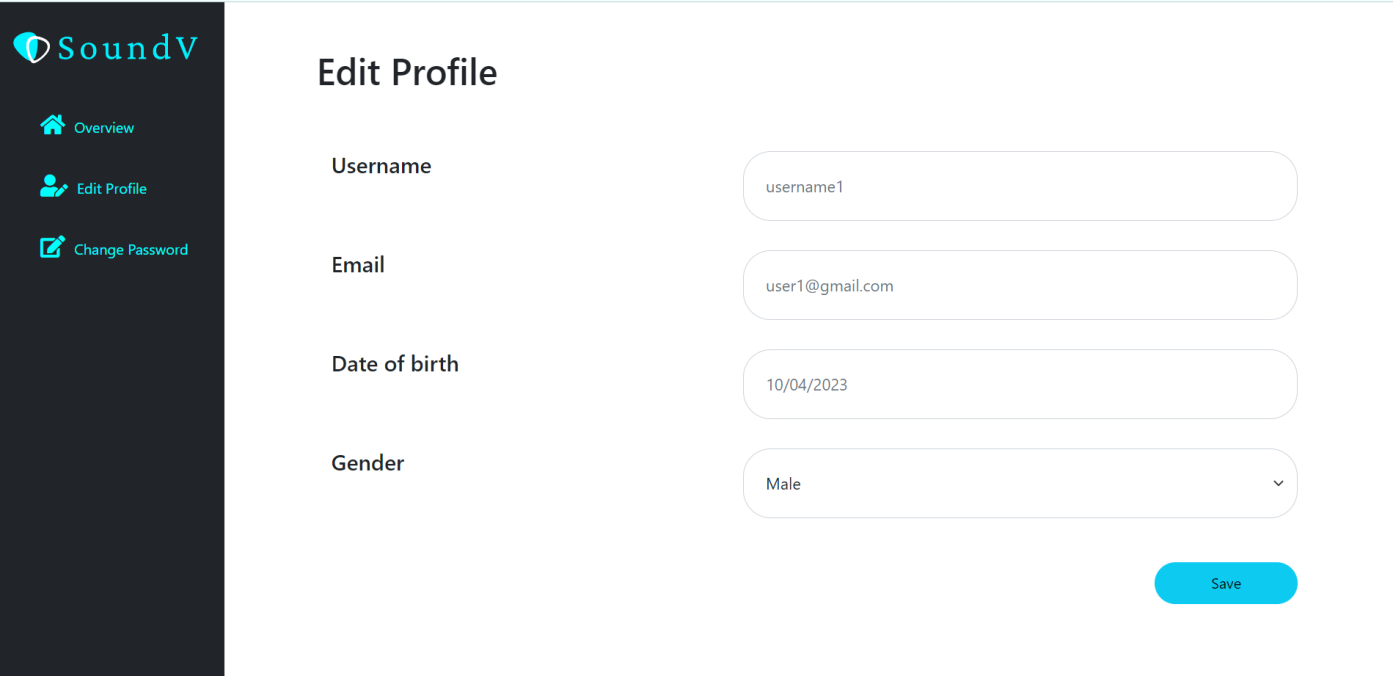 SoundV
Overview
Edit Profile
Change Password
Edit Profile
Username
username1
Email
user1@gmail.com
Date of birth
10/04/2023
Gender
Male
Save